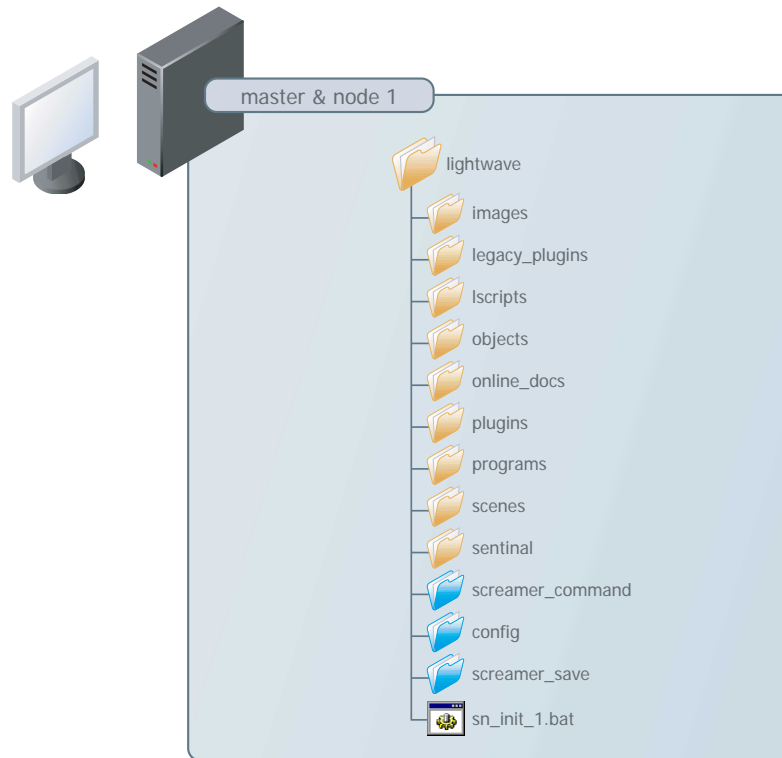 master & node 1
lightwave
images
legacy_plugins
lscripts
objects
online_docs
plugins
programs
scenes
sentinal
screamer_command
config
screamer_save
sn_init_1.bat